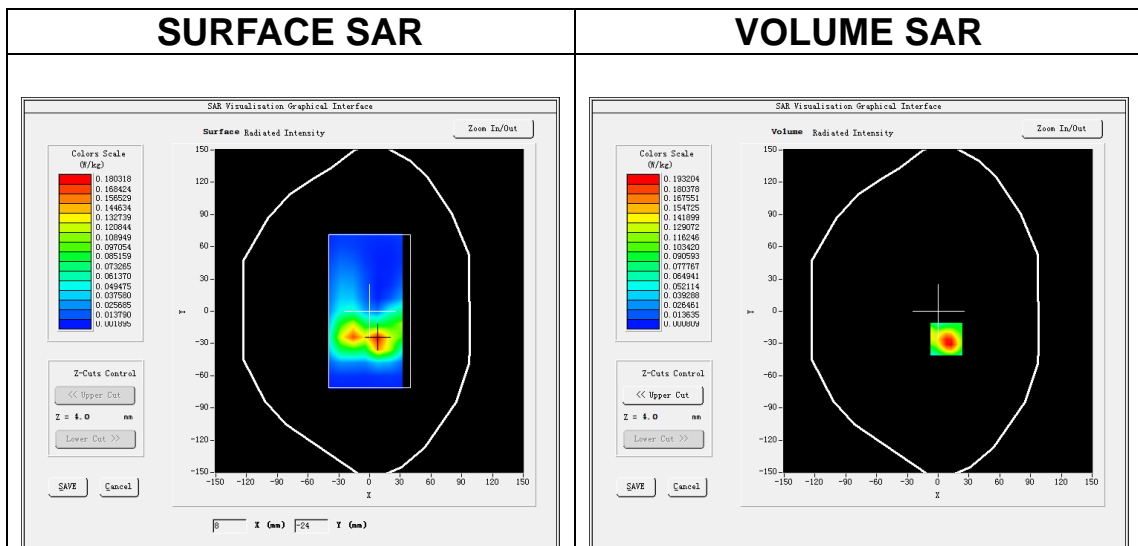 SURFACE SAR
VOLUME SAR
SAR Visualisation Graphical Interface
Surface Radiated Intensity
Zoom In/Out
Colors Scale
(W/kg)
0.180318
0.168424
0.156529
0.144634
0.132739
0.120844
0.108949
0.097054
0.085159
0.073265
0.061370
0.049475
0.037580
0.025685
0.013790
0.001895
150
120
90
60
30
0
-30
-60
-90
-120
-150
Y
-150 -120 -90 -60 -30 0 30 60 90 120 150
X
Z-Cuts Control
<< Upper Cut
Z = 4.0 mm
Lower Cut >>
SAVE Cancel
8 X (mm) -24 Y (mm)
SAR Visualisation Graphical Interface
Volume Radiated Intensity
Zoom In/Out
Colors Scale
(W/kg)
0.193204
0.180378
0.167551
0.154725
0.141899
0.129072
0.116246
0.103420
0.090593
0.077767
0.064941
0.052114
0.039288
0.026461
0.013635
0.000809
150
120
90
60
30
0
-30
-60
-90
-120
-150
Y
-150 -120 -90 -60 -30 0 30 60 90 120 150
X
Z-Cuts Control
<< Upper Cut
Z = 4.0 mm
Lower Cut >>
SAVE Cancel